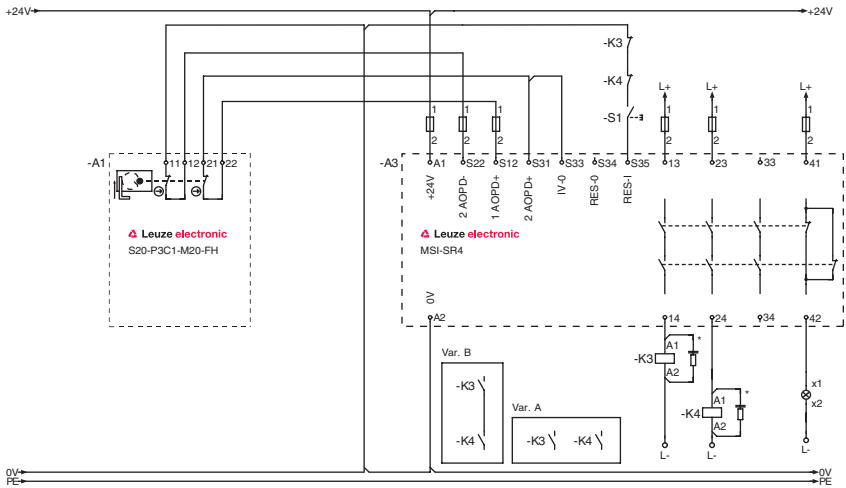 +24V +24V
-K3
-K4
-S1
L+ L+ L+
1 1 1 1 1 1
2 2 2 2 2 2
-A1 11 12 21 22
-A3 A1 S22 S12 S31 S33 S34 S35 13 23 33 41
+24V
2 AOPD-
1 AOPD+
2 AOPD+
IV-0
RES-0
RES-I
Leuze electronic
S20-P3C1-M20-FH
Leuze electronic
MSI-SR4
0V
A2 14 24 34 42
Var. B
-K3
-K4
Var. A
-K3 -K4
-K3 A1 *
A2
-K4 A1 *
A2
x1
x2
L- L- L-
0V 0V
PE PE